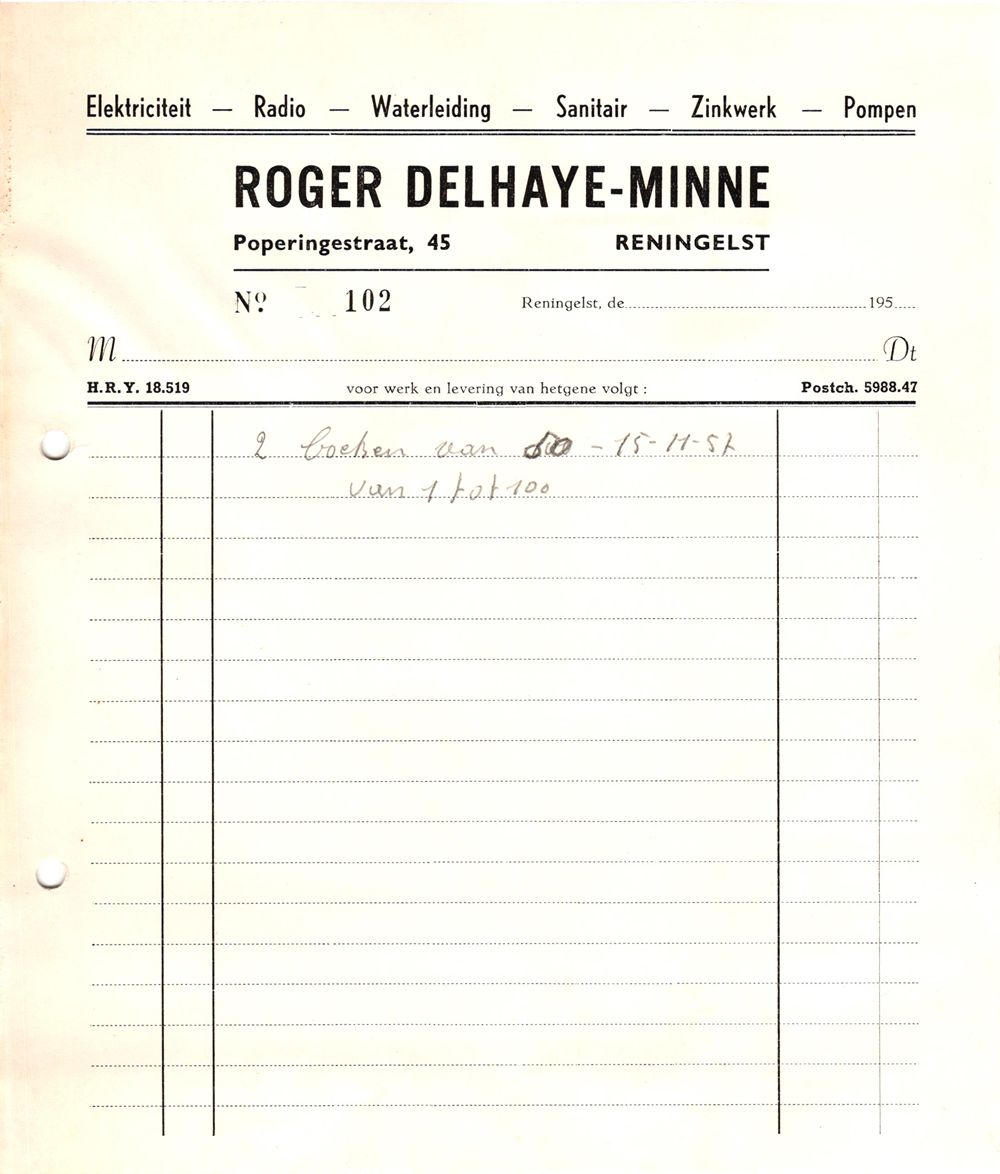 Elektriciteit — Radio — Waterleiding — Sanitair — Zinkwerk — Pompen
ROGER DELHAYE-MINNE
Poperingestraat, 45 RENINGELST
Nº 102 Reningelst, de 195
M Dt
H.R.Y. 18.519 voor werk en levering van hetgene volgt : Postch. 5988.47
2 boeken van 50 - 15-11-57
van 1 tot 100